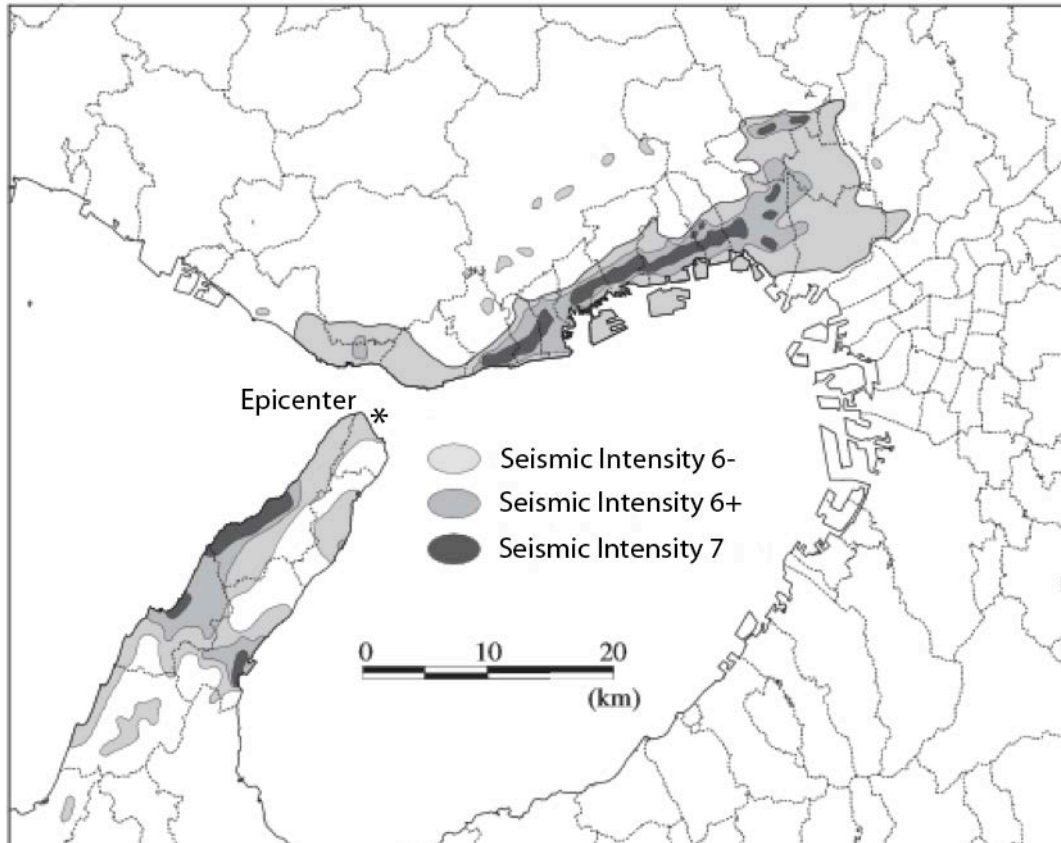 Epicenter
*
Seismic Intensity 6-
Seismic Intensity 6+
Seismic Intensity 7
0 10 20
(km)